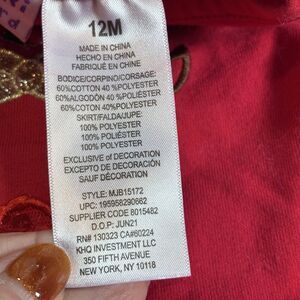 12M
MADE IN CHINA
HECHO EN CHINA
FABRIQUÉ EN CHINE
BODICE/CORPINO/CORSAGE:
60%COTTON 40 %POLYESTER
60%ALGODÓN 40 %POLIÉSTER
60%COTON 40%POLYESTER
SKIRT/FALDA/JUPE:
100% POLYESTER
100% POLIÉSTER
100% POLYESTER
EXCLUSIVE of DECORATION
EXCEPTO DE DECORACIÓN
SAUF DÉCORATION
STYLE: MJB15172
UPC: 195958290662
SUPPLIER CODE: 8015482
D.O.P: JUN21
RN# 130323 CA#60224
KHQ INVESTMENT LLC
350 FIFTH AVENUE
NEW YORK, NY 10118